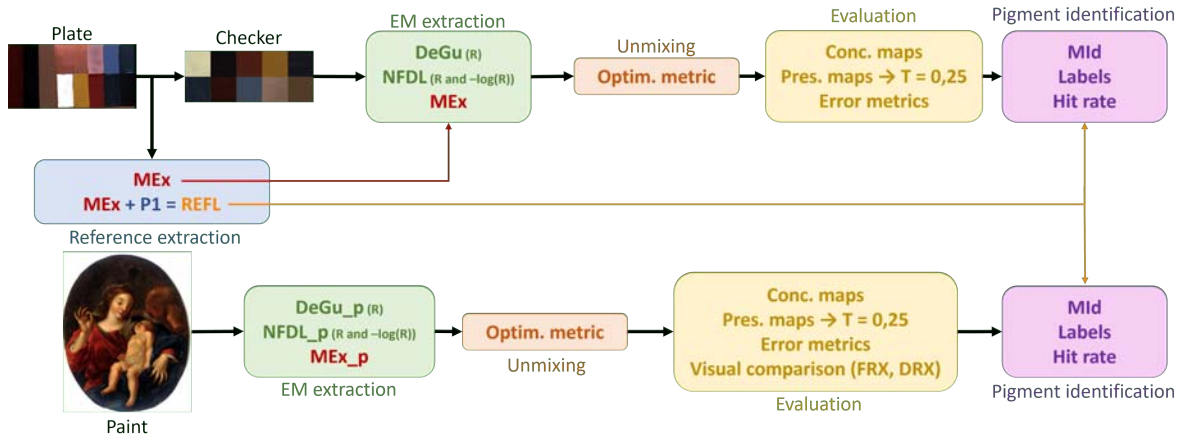 Plate
Checker
EM extraction
DeGu (R)
NFDL (R and –log(R))
MEx
Unmixing
Optim. metric
Evaluation
Conc. maps
Pres. maps → T = 0,25
Error metrics
Pigment identification
MId
Labels
Hit rate
MEx
MEx + P1 = REFL
Reference extraction
Paint
DeGu_p (R)
NFDL_p (R and –log(R))
MEx_p
EM extraction
Optim. metric
Unmixing
Conc. maps
Pres. maps → T = 0,25
Error metrics
Visual comparison (FRX, DRX)
Evaluation
MId
Labels
Hit rate
Pigment identification